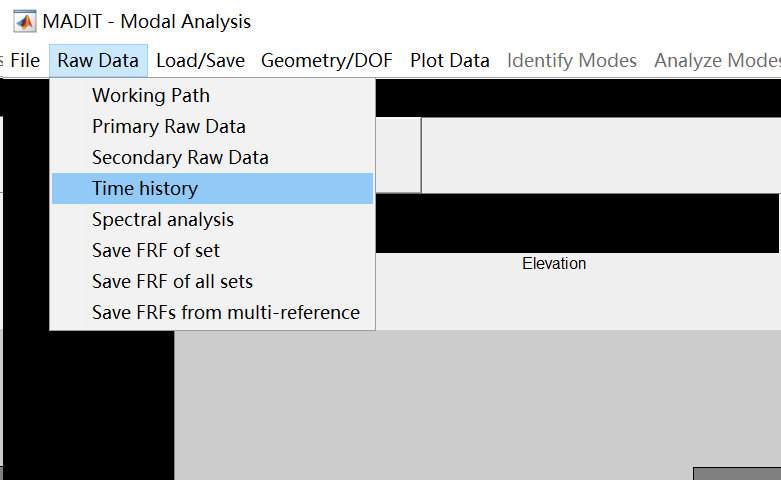 MADIT - Modal Analysis
File Raw Data Load/Save Geometry/DOF Plot Data Identify Modes Analyze Modes
Working Path
Primary Raw Data
Secondary Raw Data
Time history
Spectral analysis
Save FRF of set
Save FRF of all sets
Save FRFs from multi-reference
Elevation